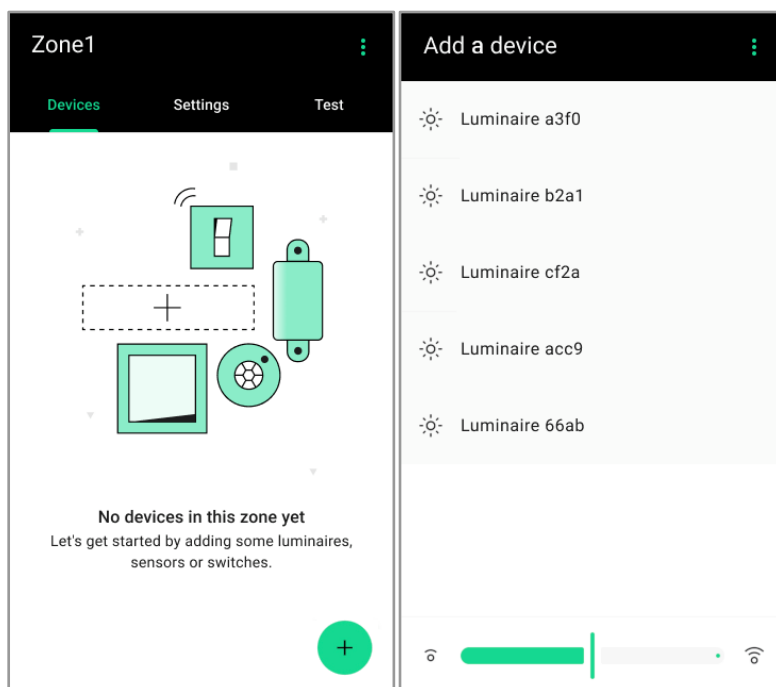 Zone1
Devices Settings Test
No devices in this zone yet
Let's get started by adding some luminaires,
sensors or switches.
Add a device
Luminaire a3f0
Luminaire b2a1
Luminaire cf2a
Luminaire acc9
Luminaire 66ab